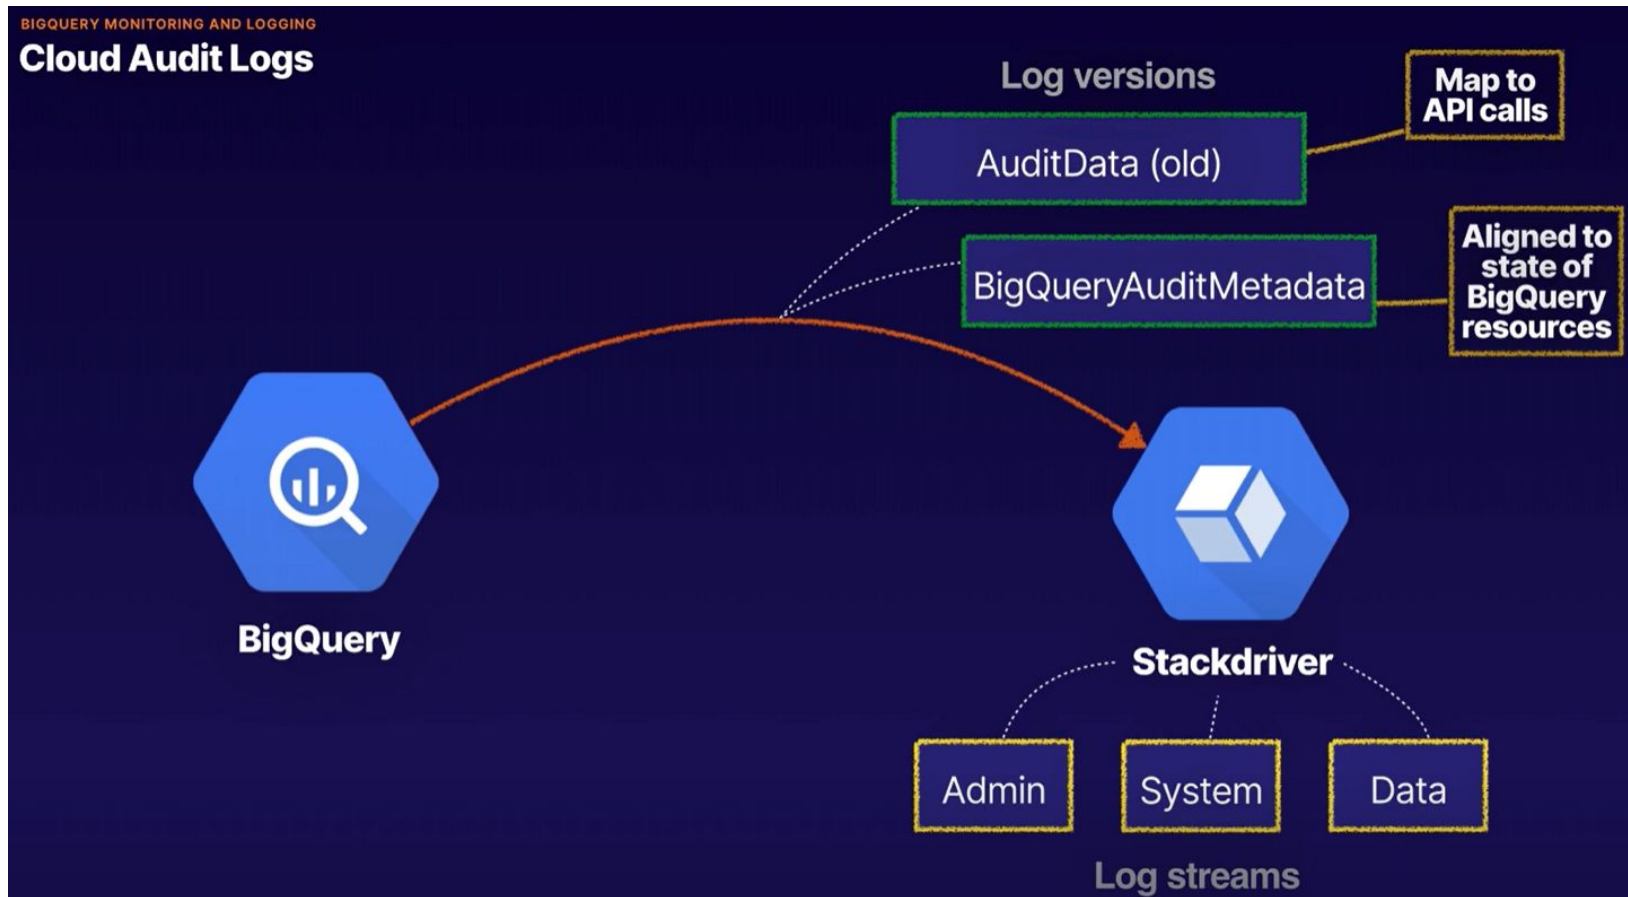 BIGQUERY MONITORING AND LOGGING
Cloud Audit Logs
Log versions
Map to
API calls
AuditData (old)
BigQueryAuditMetadata
Aligned to
state of
BigQuery
resources
BigQuery
Stackdriver
Admin
System
Data
Log streams